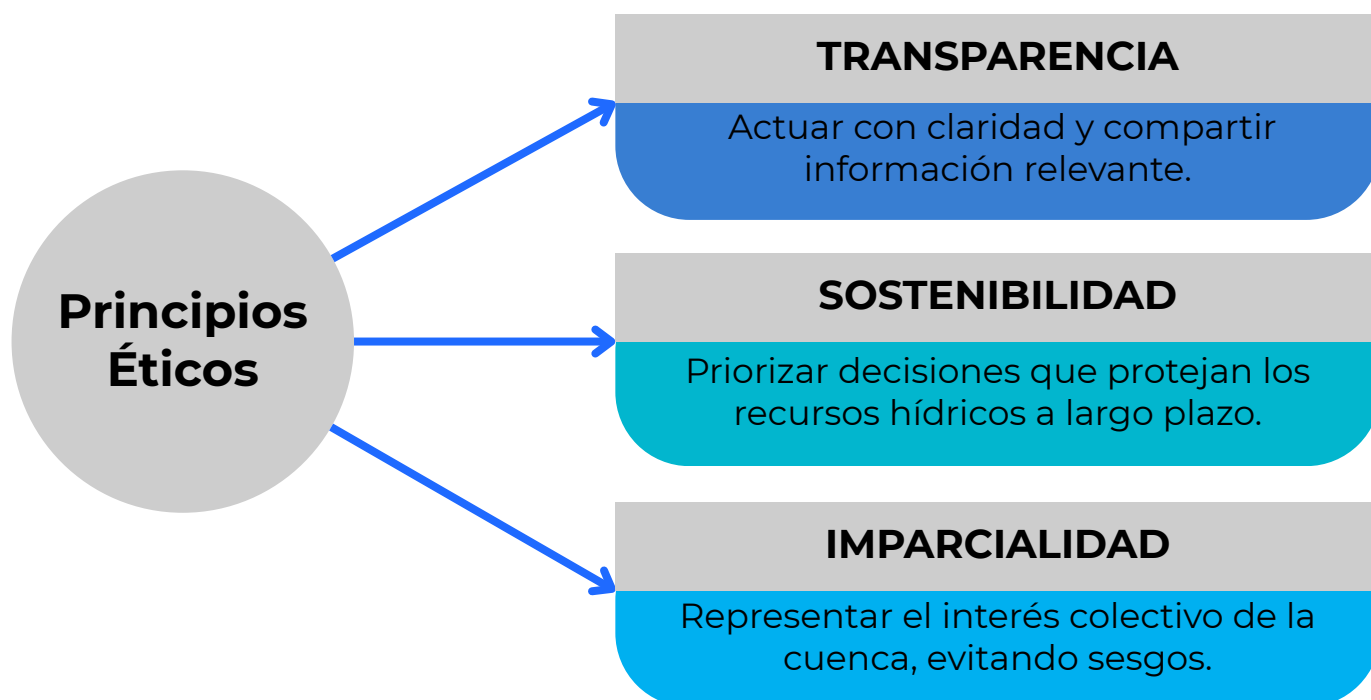 Principios
Éticos
TRANSPARENCIA
Actuar con claridad y compartir
información relevante.
SOSTENIBILIDAD
Priorizar decisiones que protejan los
recursos hídricos a largo plazo.
IMPARCIALIDAD
Representar el interés colectivo de la
cuenca, evitando sesgos.